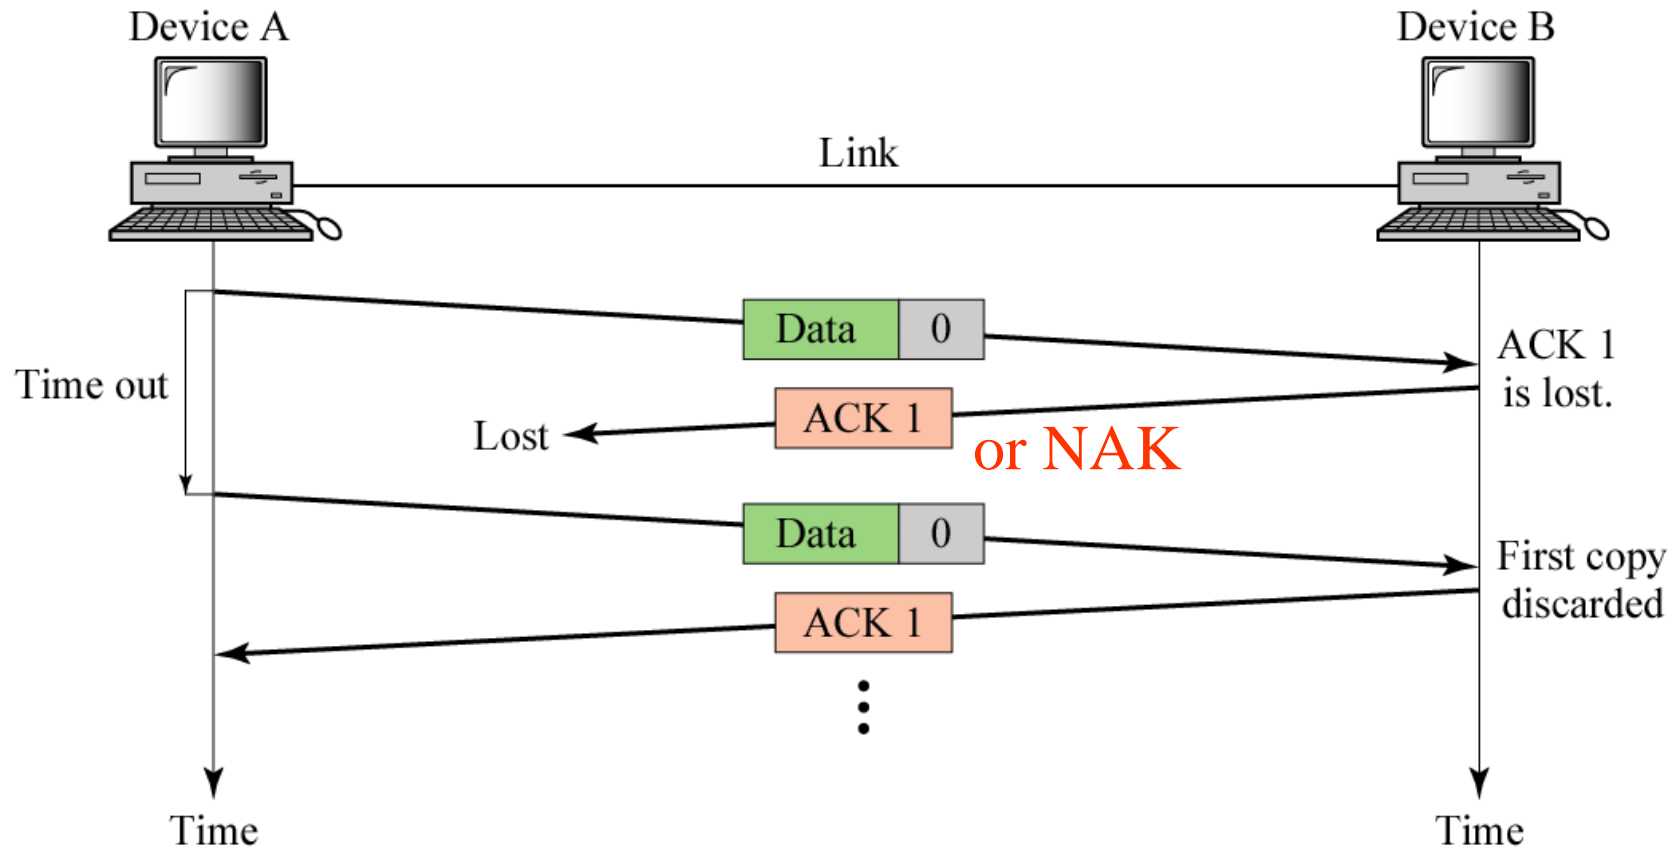 Device A
Device B
Link
Data 0
ACK 1
is lost.
Time out
ACK 1
Lost
or NAK
Data 0
First copy
discarded
ACK 1
Time
Time